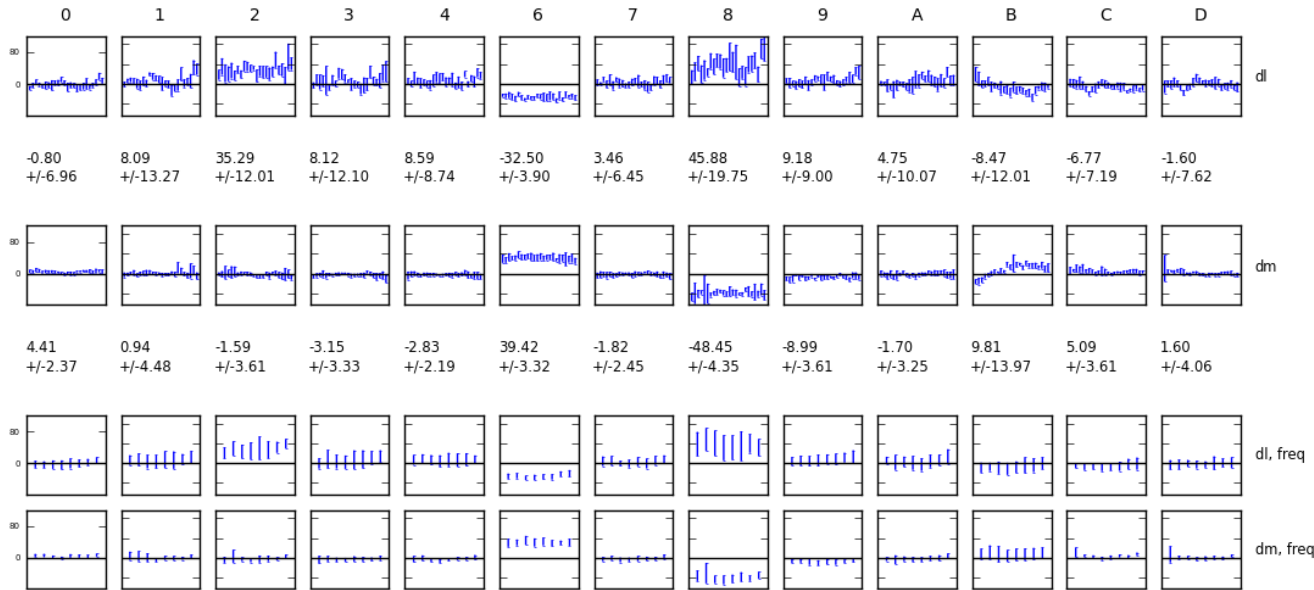 0 1 2 3 4 6 7 8 9 A B C D
80
0
dl
-0.80 8.09 35.29 8.12 8.59 -32.50 3.46 45.88 9.18 4.75 -8.47 -6.77 -1.60
+/-6.96 +/-13.27 +/-12.01 +/-12.10 +/-8.74 +/-3.90 +/-6.45 +/-19.75 +/-9.00 +/-10.07 +/-12.01 +/-7.19 +/-7.62
80
0
dm
4.41 0.94 -1.59 -3.15 -2.83 39.42 -1.82 -48.45 -8.99 -1.70 9.81 5.09 1.60
+/-2.37 +/-4.48 +/-3.61 +/-3.33 +/-2.19 +/-3.32 +/-2.45 +/-4.35 +/-3.61 +/-3.25 +/-13.97 +/-3.61 +/-4.06
80
0
dl, freq
80
0
dm, freq